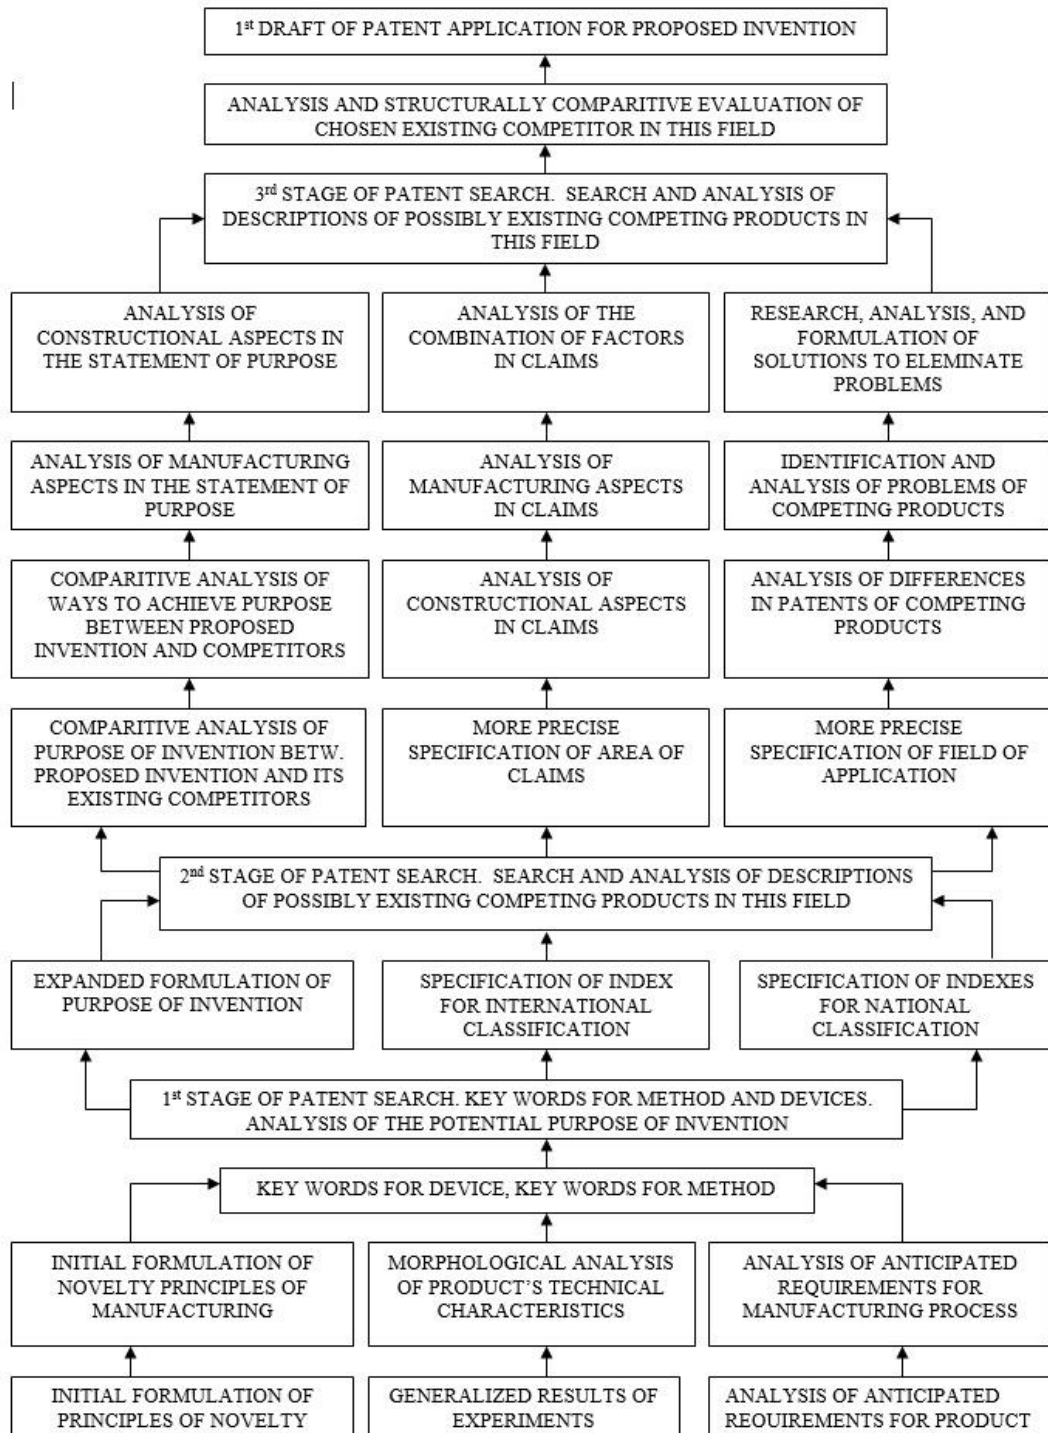 1st DRAFT OF PATENT APPLICATION FOR PROPOSED INVENTION
ANALYSIS AND STRUCTURALLY COMPARITIVE EVALUATION OF
CHOSEN EXISTING COMPETITOR IN THIS FIELD
3rd STAGE OF PATENT SEARCH. SEARCH AND ANALYSIS OF
DESCRIPTIONS OF POSSIBLY EXISTING COMPETING PRODUCTS IN
THIS FIELD
ANALYSIS OF
CONSTRUCTIONAL ASPECTS IN
THE STATEMENT OF PURPOSE
ANALYSIS OF THE
COMBINATION OF FACTORS
IN CLAIMS
RESEARCH, ANALYSIS, AND
FORMULATION OF
SOLUTIONS TO ELEMINATE
PROBLEMS
ANALYSIS OF MANUFACTURING
ASPECTS IN THE STATEMENT OF
PURPOSE
ANALYSIS OF
MANUFACTURING ASPECTS
IN CLAIMS
IDENTIFICATION AND
ANALYSIS OF PROBLEMS OF
COMPETING PRODUCTS
COMPARITIVE ANALYSIS OF
WAYS TO ACHIEVE PURPOSE
BETWEEN PROPOSED
INVENTION AND COMPETITORS
ANALYSIS OF
CONSTRUCTIONAL ASPECTS
IN CLAIMS
ANALYSIS OF DIFFERENCES
IN PATENTS OF COMPETING
PRODUCTS
COMPARITIVE ANALYSIS OF
PURPOSE OF INVENTION BETW.
PROPOSED INVENTION AND ITS
EXISTING COMPETITORS
MORE PRECISE
SPECIFICATION OF AREA OF
CLAIMS
MORE PRECISE
SPECIFICATION OF FIELD OF
APPLICATION
2nd STAGE OF PATENT SEARCH. SEARCH AND ANALYSIS OF DESCRIPTIONS
OF POSSIBLY EXISTING COMPETING PRODUCTS IN THIS FIELD
EXPANDED FORMULATION OF
PURPOSE OF INVENTION
SPECIFICATION OF INDEX
FOR INTERNATIONAL
CLASSIFICATION
SPECIFICATION OF INDEXES
FOR NATIONAL
CLASSIFICATION
1st STAGE OF PATENT SEARCH. KEY WORDS FOR METHOD AND DEVICES.
ANALYSIS OF THE POTENTIAL PURPOSE OF INVENTION
KEY WORDS FOR DEVICE, KEY WORDS FOR METHOD
INITIAL FORMULATION OF
NOVELTY PRINCIPLES OF
MANUFACTURING
MORPHOLOGICAL ANALYSIS
OF PRODUCT'S TECHNICAL
CHARACTERISTICS
ANALYSIS OF ANTICIPATED
REQUIREMENTS FOR
MANUFACTURING PROCESS
INITIAL FORMULATION OF
PRINCIPLES OF NOVELTY
GENERALIZED RESULTS OF
EXPERIMENTS
ANALYSIS OF ANTICIPATED
REQUIREMENTS FOR PRODUCT